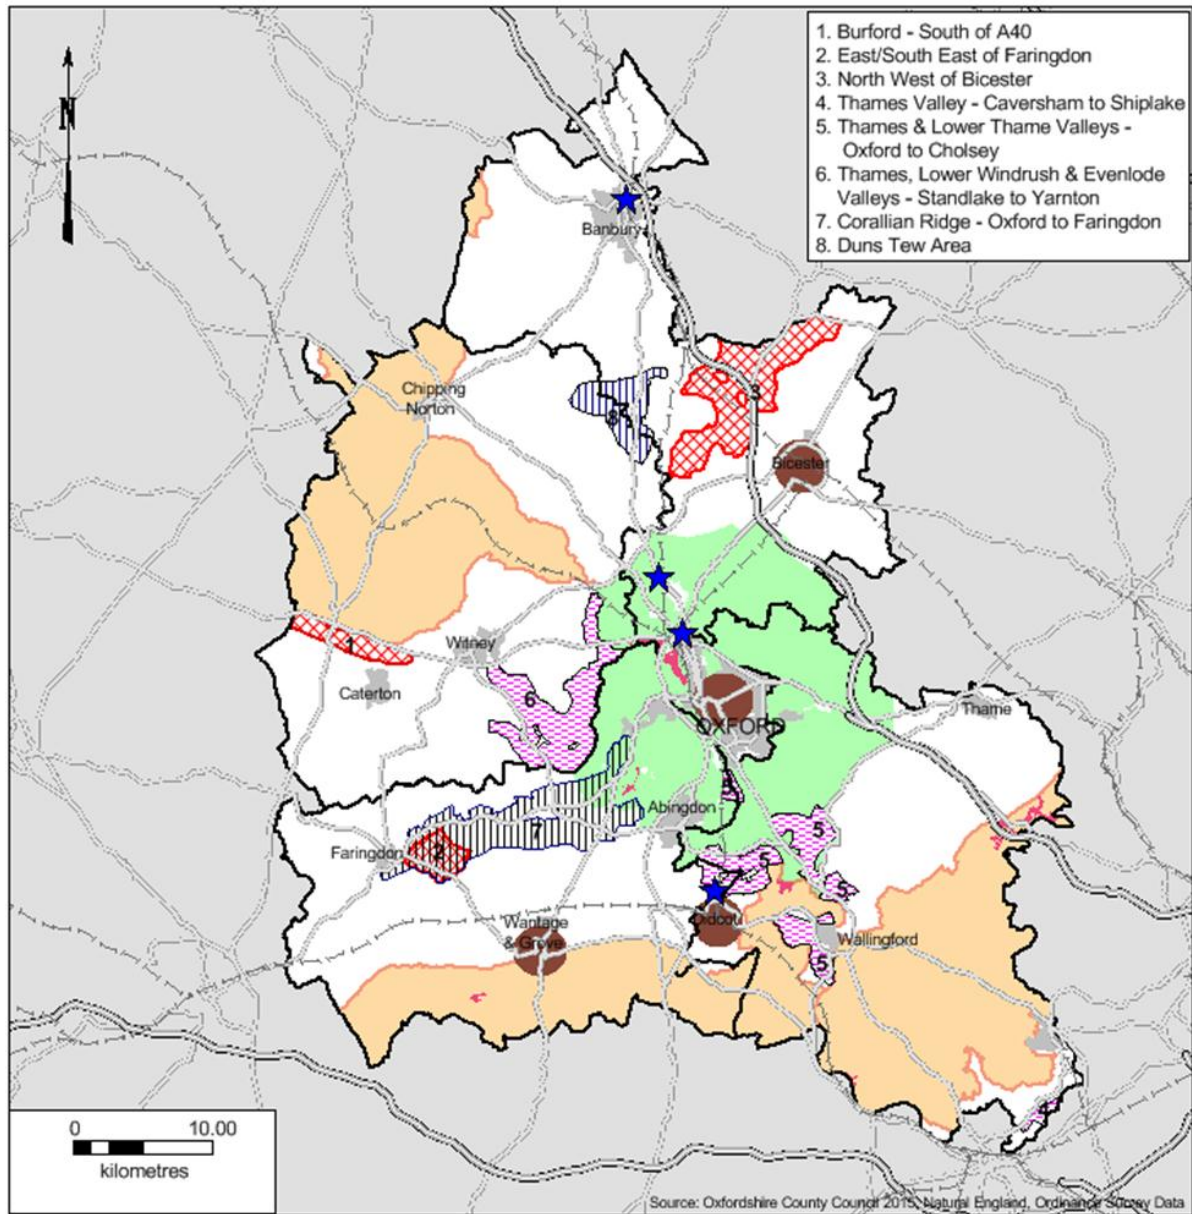 1. Burford - South of A40
2. East/South East of Faringdon
3. North West of Bicester
4. Thames Valley - Caversham to Shiplake
5. Thames & Lower Thame Valleys -
Oxford to Cholsey
6. Thames, Lower Windrush & Evenlode
Valleys - Standlake to Yarnton
7. Corallian Ridge - Oxford to Faringdon
8. Duns Tew Area
N
Banbury
Chipping
Norton
3
8
Bicester
1
Witney
Caterton
6
OXFORD
Thame
Abingdon
7
5
Faringdon
2
5
5
Didcot
Wantage
& Grove
Wallingford
5
4
0 10.00
kilometres
Source: Oxfordshire County Council 2015, Natural England, Ordinance Survey Data